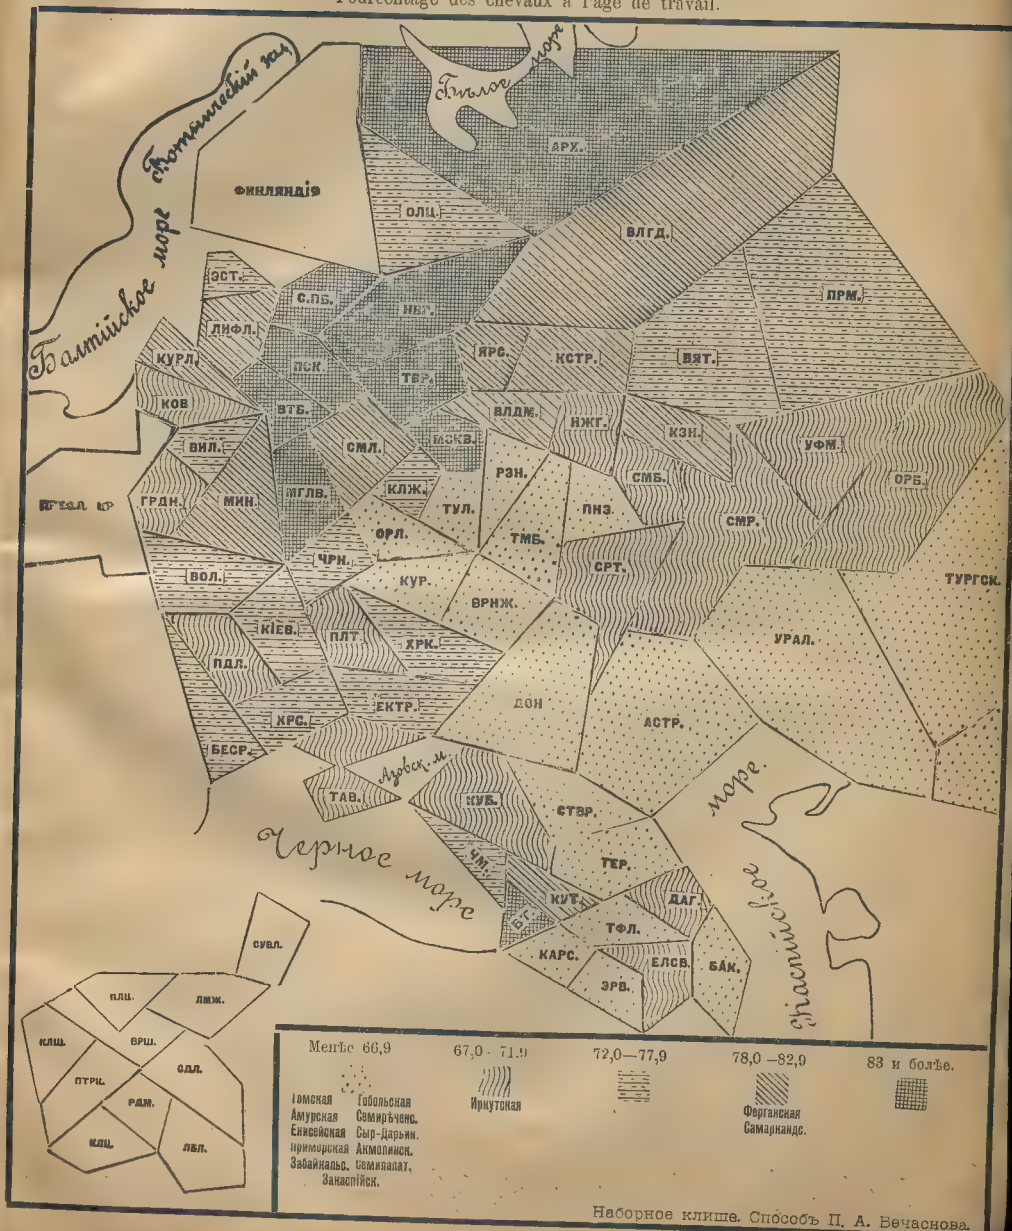 Pourcentage des chevaux à l'age de travail.
Ботническій зал.
Бѣлое море
АРХ.
ФИНЛЯНДІЯ
ОЛЦ.
ВЛГД.
Балтійское море
ЭСТ.
С.ПБ.
НВГ.
ПРМ.
ЛИФЛ.
КУРЛ.
ПСК.
ТВР.
ЯРС.
КСТР.
ВЯТ.
КОВ
ВТБ.
ВЛДМ.
НЖГ.
КЗН.
УФМ.
ВИЛ.
СМЛ.
МСКВ.
РЗН.
СМБ.
ОРБ.
ГРДН.
МИН.
МГЛВ.
КЛЖ.
ТУЛ.
ПНЗ.
СМР.
ОРЛ.
ТМБ.
ЧРН.
СРТ.
ВОЛ.
КУР.
ВРНЖ.
ТУРГСК.
КІЕВ.
ПЛТ.
ХРК.
УРАЛ.
ПДЛ.
ЕКТР.
ДОН
АСТР.
ХРС.
БЕСР.
Азовск. м
ТАВ.
КУБ.
СТВР.
море.
Черное море
ЧМ.
ТЕР.
Каспійское
Б.Г.
КУТ.
ДАГ.
ТФЛ.
КАРС.
ЕЛСВ.
БАК.
ЭРВ.
СУВЛ.
ПЛЦ.
ЛМЖ.
КЛШ.
ВРШ.
СДЛ.
ПТРК.
РДМ.
КЛЦ.
ЛБЛ.
Менѣе 66,9
67,0 - 71.9
72,0—77,9
78,0 —82,9
83 и болѣе.
Томская Тобольская
Амурская Семирѣченс.
Енисейская Сыр-Дарьин.
Приморская Акмолинск.
Забайкальс. Семипалат.
Закаспійск.
Иркутская
Ферганская
Самарканде.
Наборное клише. Способъ П. А. Вечаснова.